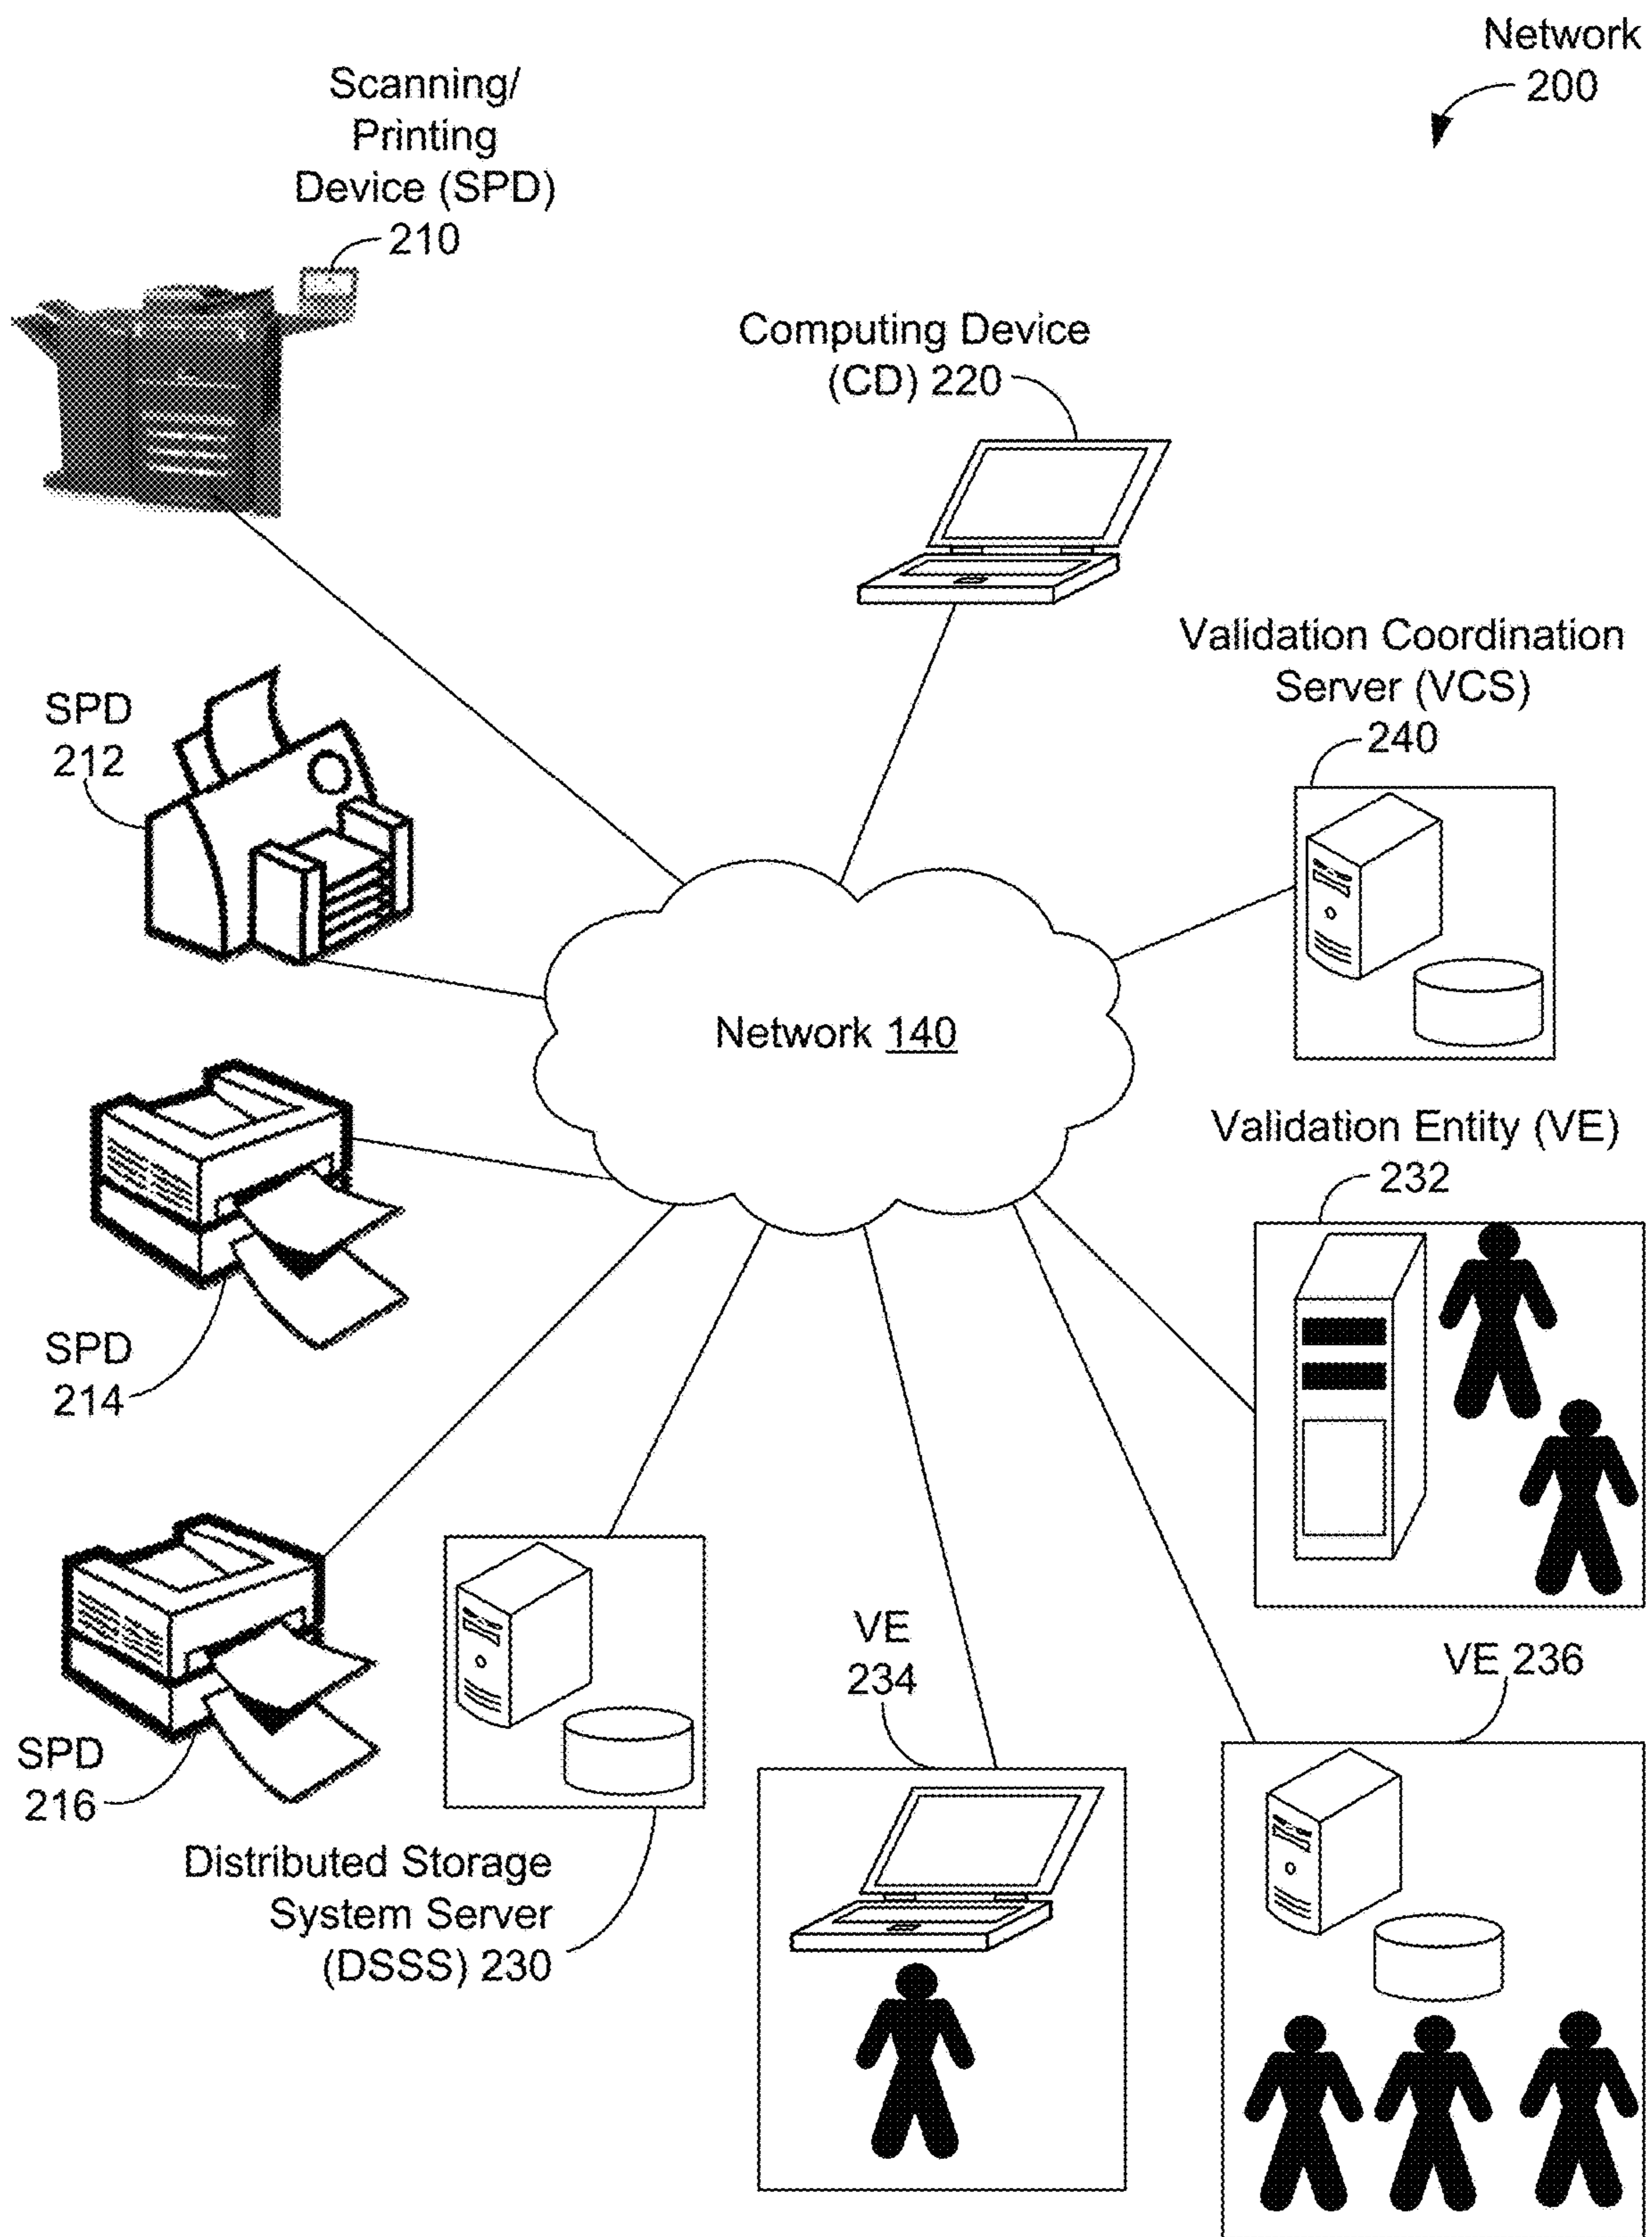 Network
200
Scanning/
Printing
Device (SPD)
210
Computing Device
(CD) 220
Validation Coordination
Server (VCS)
240
SPD
212
Network 140
Validation Entity (VE)
232
SPD
214
VE
234
VE 236
SPD
216
Distributed Storage
System Server
(DSSS) 230